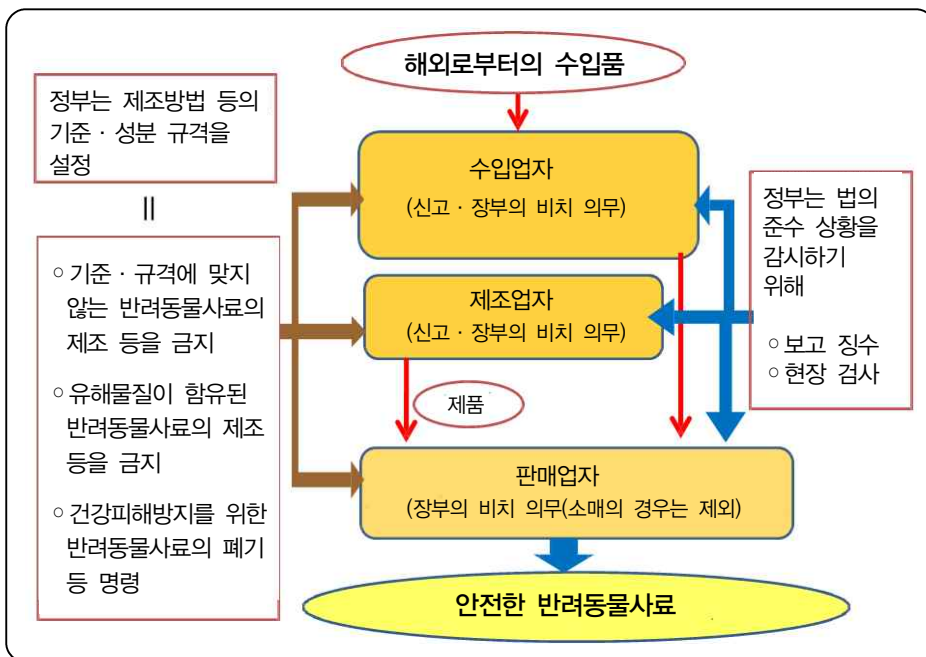 해외로부터의 수입품
정부는 제조방법 등의
기준 · 성분 규격을
설정
=
수입업자
(신고 · 장부의 비치 의무)
정부는 법의
준수 상황을
감시하기
위해
○ 보고 징수
○ 현장 검사
○ 기준 · 규격에 맞지
않는 반려동물사료의
제조 등을 금지
○ 유해물질이 함유된
반려동물사료의 제조
등을 금지
○ 건강피해방지를 위한
반려동물사료의 폐기
등 명령
제조업자
(신고 · 장부의 비치 의무)
제품
판매업자
(장부의 비치 의무(소매의 경우는 제외)
안전한 반려동물사료